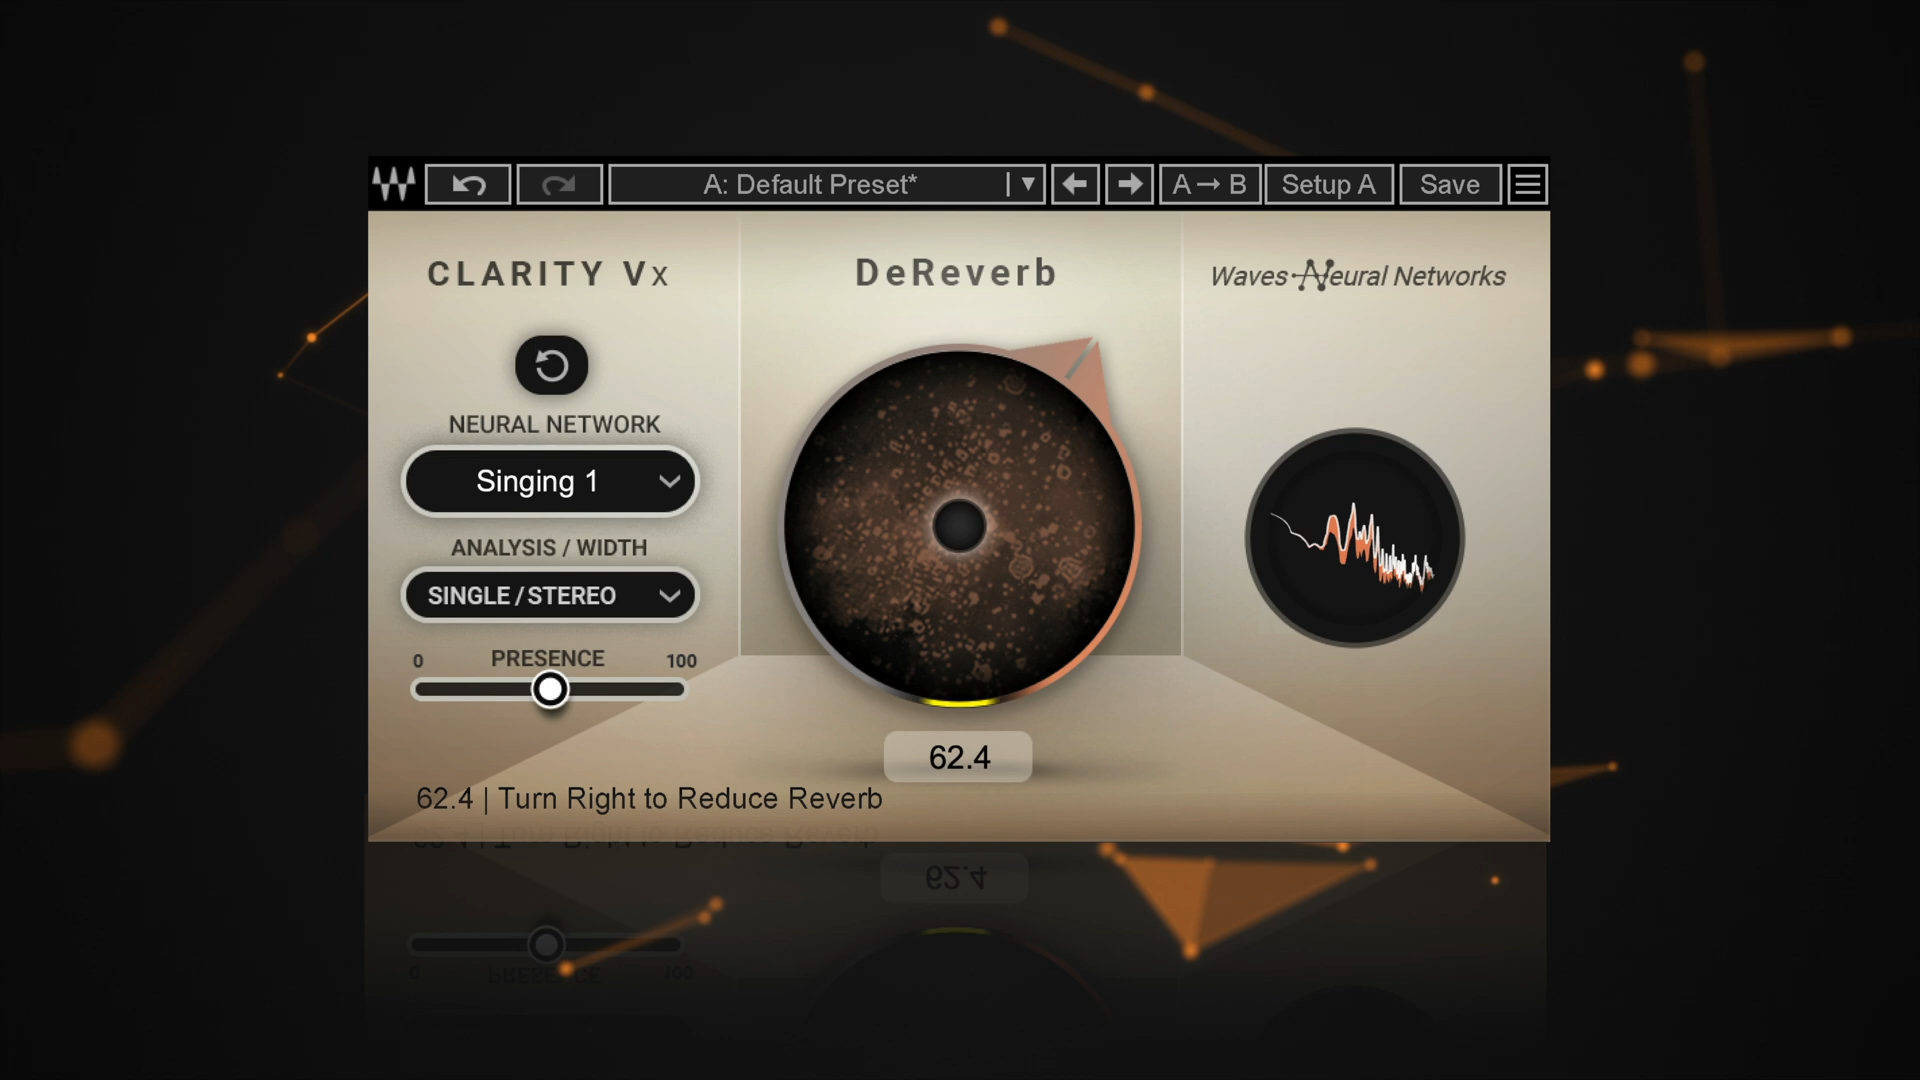 A: Default Preset*
A → B
Setup A
Save
CLARITY Vx
DeReverb
Waves Neural Networks
NEURAL NETWORK
Singing 1
ANALYSIS / WIDTH
SINGLE / STEREO
0 PRESENCE 100
62.4
62.4 | Turn Right to Reduce Reverb